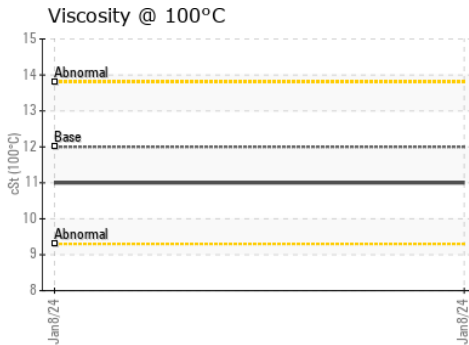 Viscosity @ 100°C
15
14
13
12
11
10
9
8
cSt (100°C)
Abnormal
Base
Abnormal
Jan8/24
Jan8/24